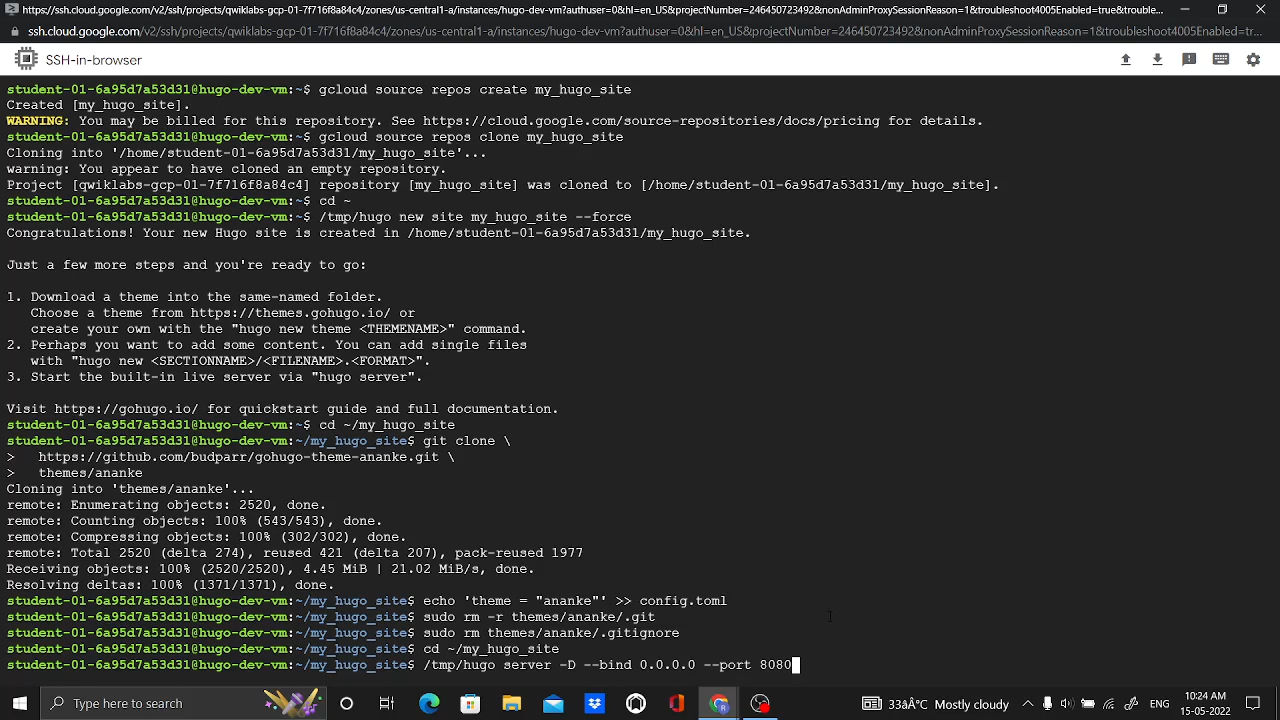 https://ssh.cloud.google.com/v2/ssh/projects/qwiklabs-gcp-01-7f716f8a84c4/zones/us-central1-a/instances/hugo-dev-vm?authuser=0&hl=en_US&projectNumber=246450723492&nonAdminProxySessionReason=1&troubleshoot4005Enabled=true&trouble...
ssh.cloud.google.com/v2/ssh/projects/qwiklabs-gcp-01-7f716f8a84c4/zones/us-central1-a/instances/hugo-dev-vm?authuser=0&hl=en_US&projectNumber=246450723492&nonAdminProxySessionReason=1&troubleshoot4005Enabled=true&tr...
SSH-in-browser
student-01-6a95d7a53d31@hugo-dev-vm:~$ gcloud source repos create my_hugo_site
Created [my_hugo_site].
WARNING: You may be billed for this repository. See https://cloud.google.com/source-repositories/docs/pricing for details.
student-01-6a95d7a53d31@hugo-dev-vm:~$ gcloud source repos clone my_hugo_site
Cloning into '/home/student-01-6a95d7a53d31/my_hugo_site'...
warning: You appear to have cloned an empty repository.
Project [qwiklabs-gcp-01-7f716f8a84c4] repository [my_hugo_site] was cloned to [/home/student-01-6a95d7a53d31/my_hugo_site].
student-01-6a95d7a53d31@hugo-dev-vm:~$ cd ~
student-01-6a95d7a53d31@hugo-dev-vm:~$ /tmp/hugo new site my_hugo_site --force
Congratulations! Your new Hugo site is created in /home/student-01-6a95d7a53d31/my_hugo_site.
Just a few more steps and you're ready to go:
1. Download a theme into the same-named folder.
Choose a theme from https://themes.gohugo.io/ or
create your own with the "hugo new theme <THEMENAME>" command.
2. Perhaps you want to add some content. You can add single files
with "hugo new <SECTIONNAME>/<FILENAME>.<FORMAT>".
3. Start the built-in live server via "hugo server".
Visit https://gohugo.io/ for quickstart guide and full documentation.
student-01-6a95d7a53d31@hugo-dev-vm:~$ cd ~/my_hugo_site
student-01-6a95d7a53d31@hugo-dev-vm:~/my_hugo_site$ git clone \
> https://github.com/budparr/gohugo-theme-ananke.git \
> themes/ananke
Cloning into 'themes/ananke'...
remote: Enumerating objects: 2520, done.
remote: Counting objects: 100% (543/543), done.
remote: Compressing objects: 100% (302/302), done.
remote: Total 2520 (delta 274), reused 421 (delta 207), pack-reused 1977
Receiving objects: 100% (2520/2520), 4.45 MiB | 21.02 MiB/s, done.
Resolving deltas: 100% (1371/1371), done.
student-01-6a95d7a53d31@hugo-dev-vm:~/my_hugo_site$ echo 'theme = "ananke"' >> config.toml
student-01-6a95d7a53d31@hugo-dev-vm:~/my_hugo_site$ sudo rm -r themes/ananke/.git
student-01-6a95d7a53d31@hugo-dev-vm:~/my_hugo_site$ sudo rm themes/ananke/.gitignore
student-01-6a95d7a53d31@hugo-dev-vm:~/my_hugo_site$ cd ~/my_hugo_site
student-01-6a95d7a53d31@hugo-dev-vm:~/my_hugo_site$ /tmp/hugo server -D --bind 0.0.0.0 --port 8080
Type here to search
33Â°C Mostly cloudy
ENG
10:24 AM
15-05-2022